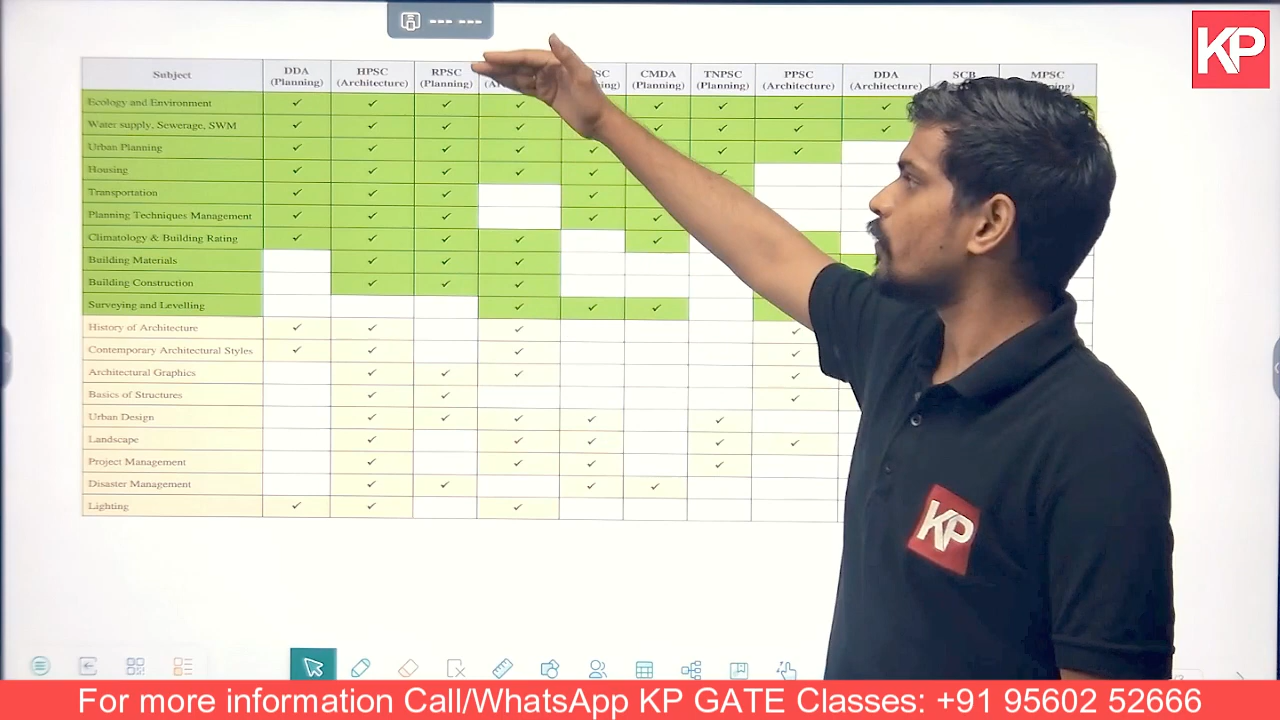 KP
Subject DDA HPSC RPSC SC CMDA TNPSC PPSC DDA SCB MPSC
(Planning) (Architecture) (Planning) (Planning) (Planning) (Architecture) (Architecture)
Ecology and Environment ✓ ✓ ✓ ✓ ✓ ✓ ✓ ✓
Water supply, Sewerage, SWM ✓ ✓ ✓ ✓ ✓ ✓ ✓ ✓
Urban Planning ✓ ✓ ✓ ✓ ✓ ✓ ✓
Housing ✓ ✓ ✓ ✓ ✓ ✓
Transportation ✓ ✓ ✓ ✓
Planning Techniques Management ✓ ✓ ✓ ✓ ✓
Climatology & Building Rating ✓ ✓ ✓ ✓ ✓
Building Materials ✓ ✓ ✓
Building Construction ✓ ✓ ✓
Surveying and Levelling ✓ ✓ ✓
History of Architecture ✓ ✓ ✓ ✓
Contemporary Architectural Styles ✓ ✓ ✓ ✓
Architectural Graphics ✓ ✓ ✓ ✓
Basics of Structures ✓ ✓ ✓
Urban Design ✓ ✓ ✓ ✓ ✓
Landscape ✓ ✓ ✓ ✓ ✓
Project Management ✓ ✓ ✓ ✓
Disaster Management ✓ ✓ ✓ ✓
Lighting ✓ ✓ ✓
KP
For more information Call/WhatsApp KP GATE Classes: +91 95602 52666